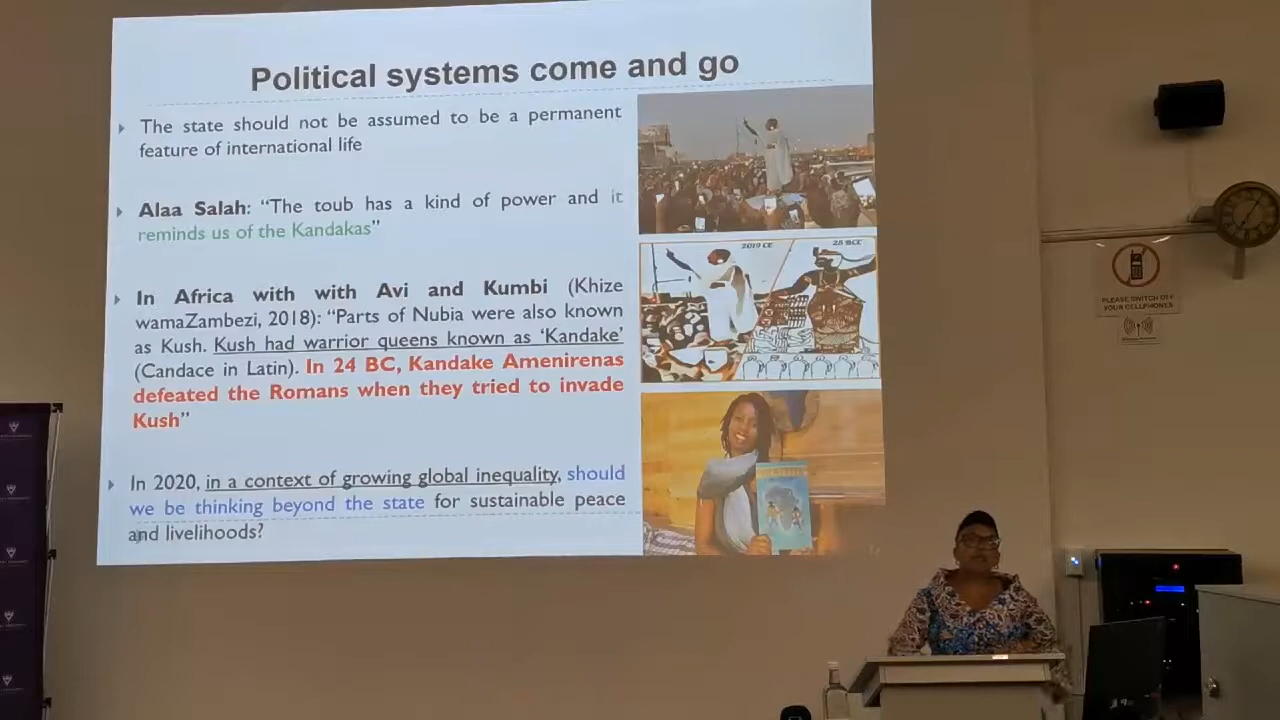 Political systems come and go
The state should not be assumed to be a permanent
feature of international life
Alaa Salah: “The toub has a kind of power and it
reminds us of the Kandakas”
In Africa with with Avi and Kumbi (Khize
wamaZambezi, 2018): “Parts of Nubia were also known
as Kush. Kush had warrior queens known as ‘Kandake’
(Candace in Latin). In 24 BC, Kandake Amenirenas
defeated the Romans when they tried to invade
Kush”
In 2020, in a context of growing global inequality, should
we be thinking beyond the state for sustainable peace
and livelihoods?
2019 CE
25 BCE
PLEASE SWITCH OFF
YOUR CELLPHONES